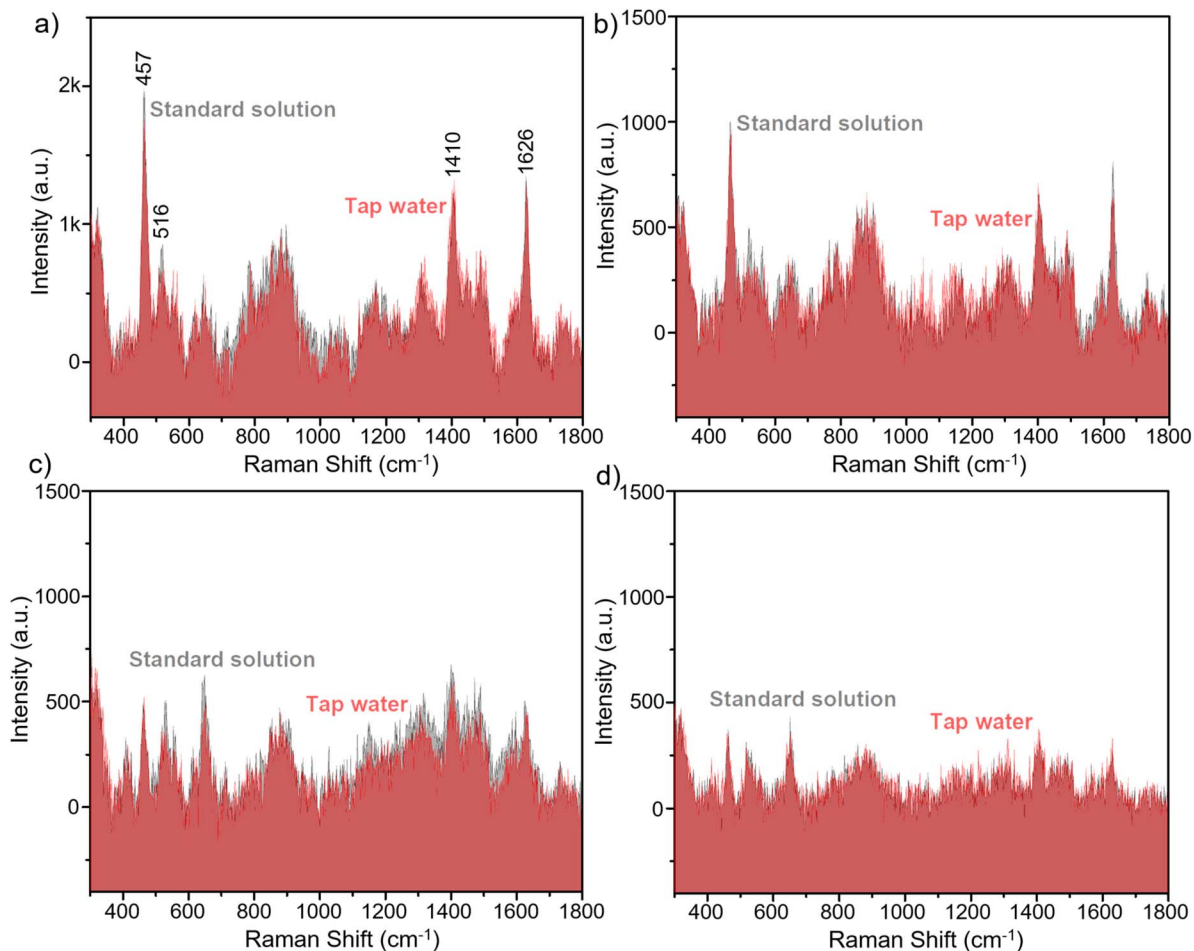 a)
457
Standard solution
516
Tap water
1410
1626
2k
1k
0
Intensity (a.u.)
400 600 800 1000 1200 1400 1600 1800
Raman Shift (cm-1)
b)
1500
Standard solution
1000
Tap water
500
0
Intensity (a.u.)
400 600 800 1000 1200 1400 1600 1800
Raman Shift (cm-1)
c)
1500
1000
Standard solution
Tap water
500
0
Intensity (a.u.)
400 600 800 1000 1200 1400 1600 1800
Raman Shift (cm-1)
d)
1500
1000
Standard solution
Tap water
500
0
Intensity (a.u.)
400 600 800 1000 1200 1400 1600 1800
Raman Shift (cm-1)